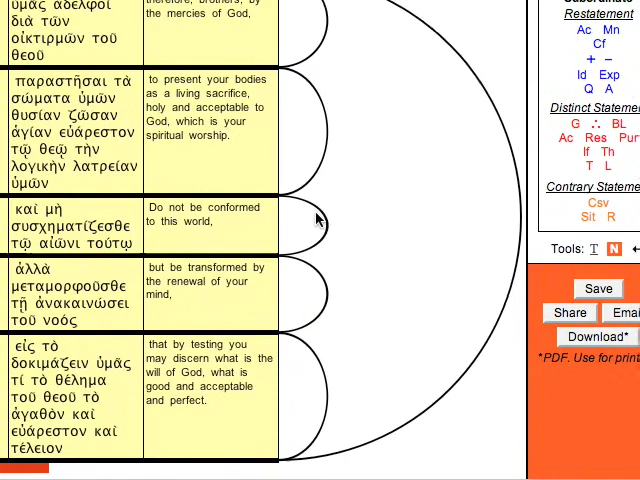 ὑμᾶς ἀδελφοί
διὰ τῶν
οἰκτιρμῶν τοῦ
θεοῦ
therefore, brothers, by
the mercies of God,
παραστῆσαι τὰ
σώματα ὑμῶν
θυσίαν ζῶσαν
ἁγίαν εὐάρεστον
τῷ θεῷ τὴν
λογικὴν λατρείαν
ὑμῶν
to present your bodies
as a living sacrifice,
holy and acceptable to
God, which is your
spiritual worship.
καὶ μὴ
συσχηματίζεσθε
τῷ αἰῶνι τούτῳ
Do not be conformed
to this world,
ἀλλὰ
μεταμορφοῦσθε
τῇ ἀνακαινώσει
τοῦ νοός
but be transformed by
the renewal of your
mind,
εἰς τὸ
δοκιμάζειν ὑμᾶς
τί τὸ θέλημα
τοῦ θεοῦ τὸ
ἀγαθὸν καὶ
εὐάρεστον καὶ
τέλειον
that by testing you
may discern what is the
will of God, what is
good and acceptable
and perfect.
Restatement
Ac Mn
Cf
+ −
Id Exp
Q A
Distinct Stateme
G ∴ BL
Ac Res Pur
If Th
T L
Contrary Stateme
Csv
Sit R
Tools: T N
Save
Share Emai
Download*
*PDF. Use for print